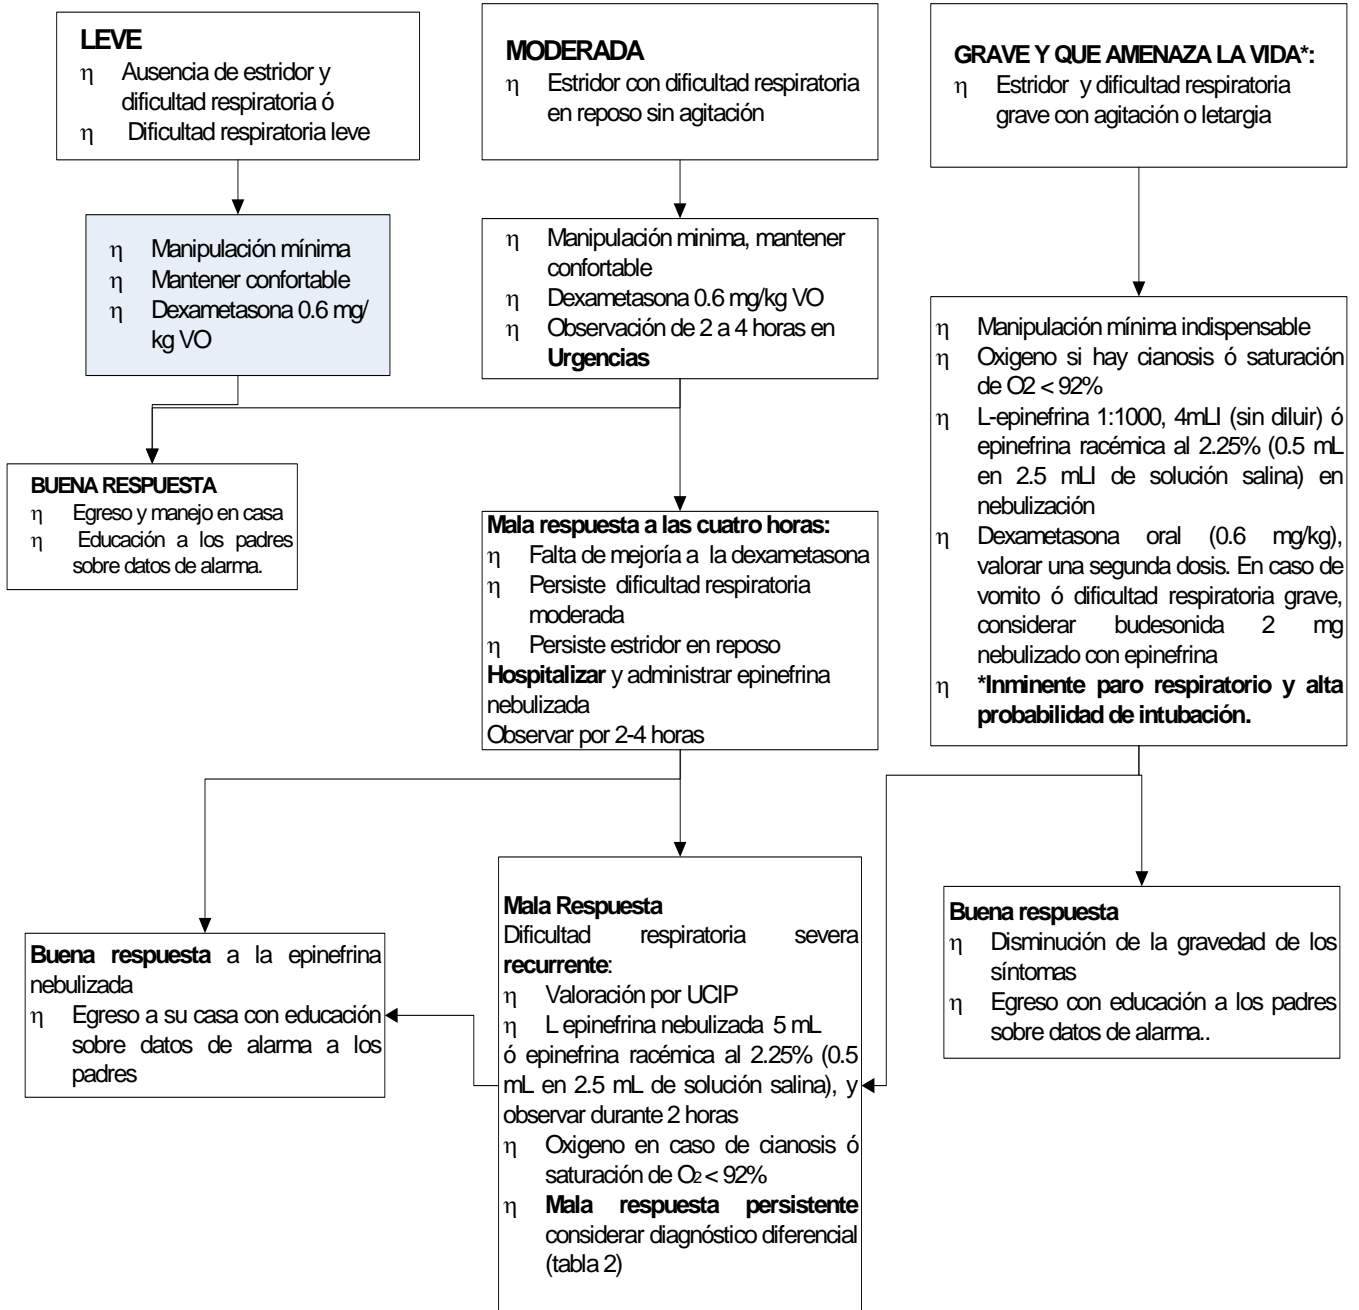 LEVE
η Ausencia de estridor y
dificultad respiratoria ó
η Dificultad respiratoria leve
MODERADA
η Estridor con dificultad respiratoria
en reposo sin agitación
GRAVE Y QUE AMENAZA LA VIDA*:
η Estridor y dificultad respiratoria
grave con agitación o letargia
η Manipulación mínima
η Mantener confortable
η Dexametasona 0.6 mg/
kg VO
η Manipulación minima, mantener
confortable
η Dexametasona 0.6 mg/kg VO
η Observación de 2 a 4 horas en
Urgencias
η Manipulación mínima indispensable
η Oxigeno si hay cianosis ó saturación
de O2 < 92%
η L-epinefrina 1:1000, 4mLl (sin diluir) ó
epinefrina racémica al 2.25% (0.5 mL
en 2.5 mLl de solución salina) en
nebulización
η Dexametasona oral (0.6 mg/kg),
valorar una segunda dosis. En caso de
vomito ó dificultad respiratoria grave,
considerar budesonida 2 mg
nebulizado con epinefrina
η *Inminente paro respiratorio y alta
probabilidad de intubación.
BUENA RESPUESTA
η Egreso y manejo en casa
η Educación a los padres
sobre datos de alarma.
Mala respuesta a las cuatro horas:
η Falta de mejoría a la dexametasona
η Persiste dificultad respiratoria
moderada
η Persiste estridor en reposo
Hospitalizar y administrar epinefrina
nebulizada
Observar por 2-4 horas
Buena respuesta a la epinefrina
nebulizada
η Egreso a su casa con educación
sobre datos de alarma a los
padres
Mala Respuesta
Dificultad respiratoria severa
recurrente:
η Valoración por UCIP
η L epinefrina nebulizada 5 mL
ó epinefrina racémica al 2.25% (0.5
mL en 2.5 mL de solución salina), y
observar durante 2 horas
η Oxigeno en caso de cianosis ó
saturación de O2 < 92%
η Mala respuesta persistente
considerar diagnóstico diferencial
(tabla 2)
Buena respuesta
η Disminución de la gravedad de los
síntomas
η Egreso con educación a los padres
sobre datos de alarma..